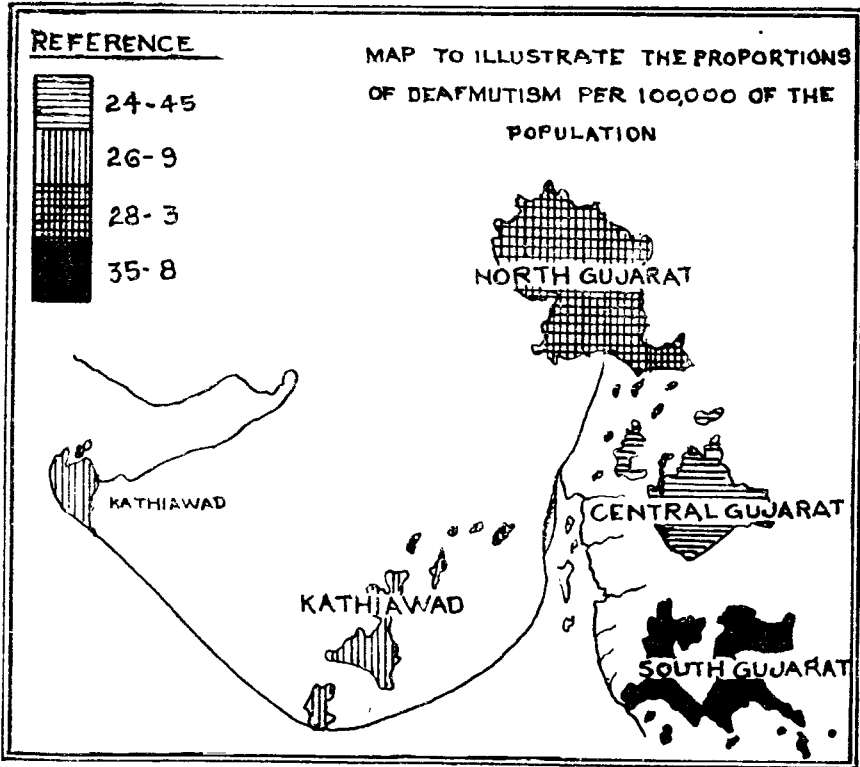 REFERENCE
24-45
26-9
28-3
35-8
MAP TO ILLUSTRATE THE PROPORTIONS
OF DEAFMUTISM PER 100,000 OF THE
POPULATION
NORTH GUJARAT
KATHIAWAD
CENTRAL GUJARAT
KATHIAWAD
SOUTH GUJARAT